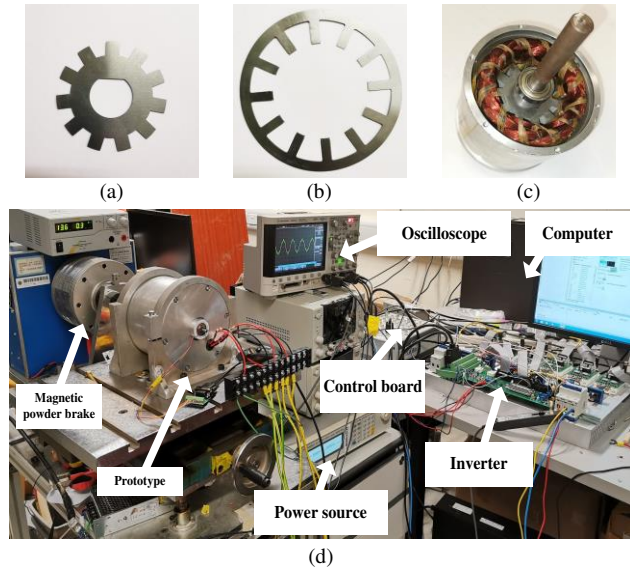 (a)
(b)
(c)
Oscilloscope
Computer
Magnetic
powder brake
Control board
Prototype
Inverter
Power source
(d)